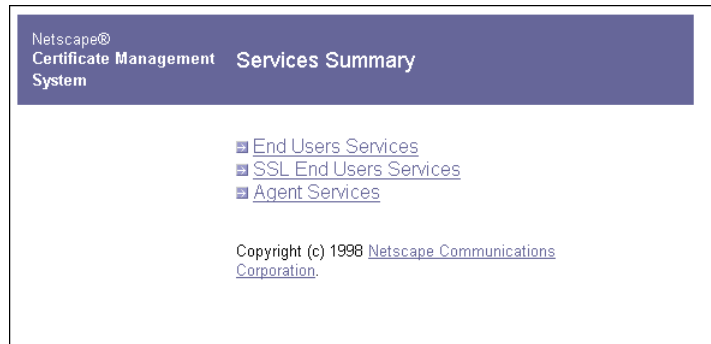 Netscape®
Certificate Management
System
Services Summary
End Users Services
SSL End Users Services
Agent Services
Copyright (c) 1998 Netscape Communications
Corporation.